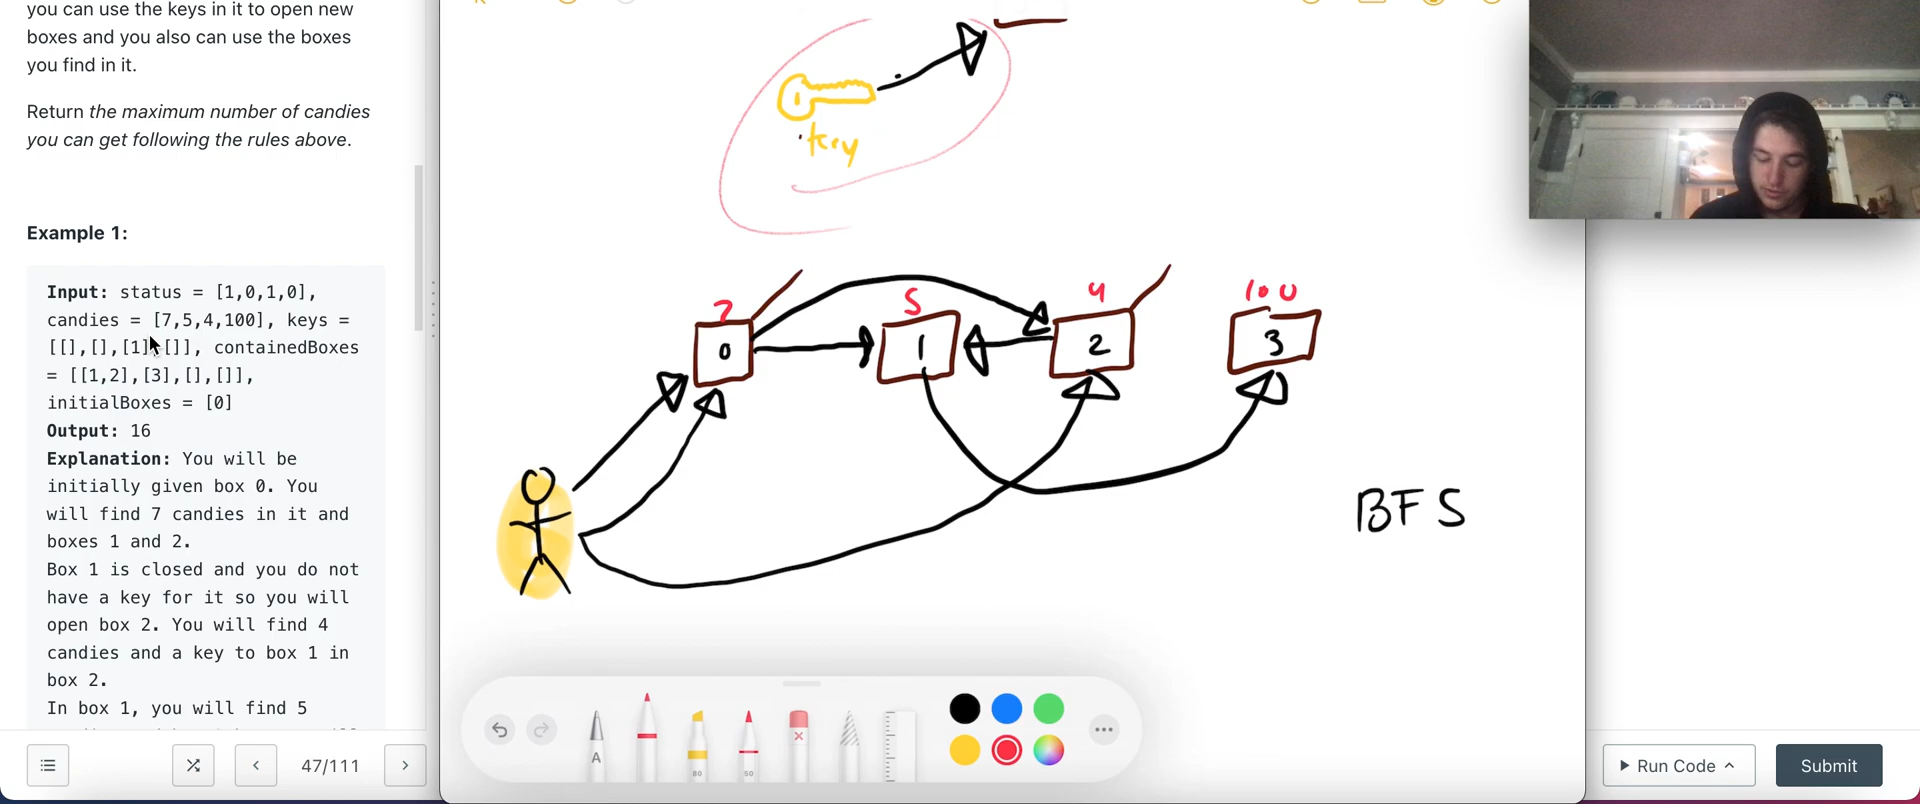 you can use the keys in it to open new
boxes and you also can use the boxes
you find in it.
Return the maximum number of candies
you can get following the rules above.
Example 1:
Input: status = [1,0,1,0],
candies = [7,5,4,100], keys =
[[],[],[1],[]], containedBoxes
= [[1,2],[3],[],[]],
initialBoxes = [0]
Output: 16
Explanation: You will be
initially given box 0. You
will find 7 candies in it and
boxes 1 and 2.
Box 1 is closed and you do not
have a key for it so you will
open box 2. You will find 4
candies and a key to box 1 in
box 2.
In box 1, you will find 5
47/111
1
key
7
5
4
100
0
1
2
3
BFS
A
80
50
Run Code
Submit